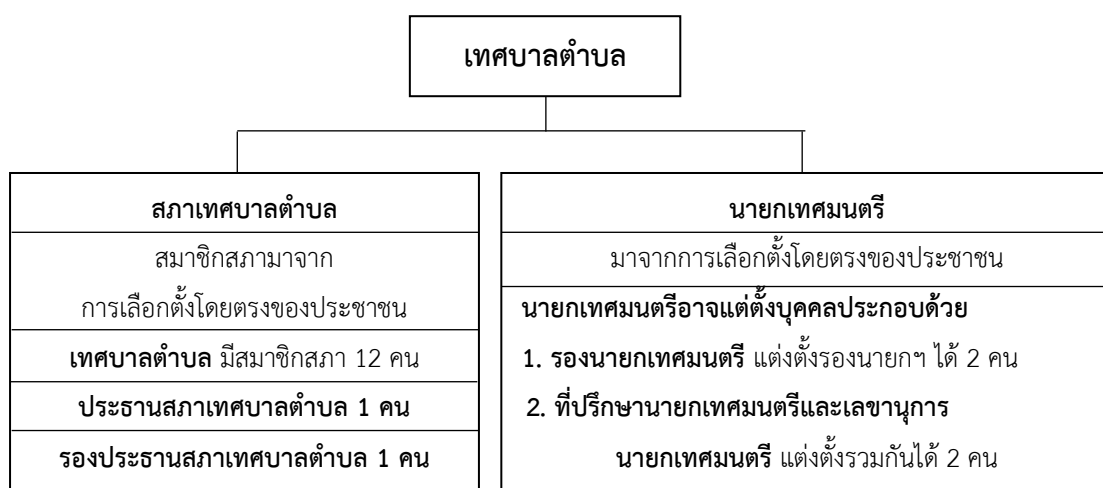 เทศบาลตำบล
สภาเทศบาลตำบล
สมาชิกสภามาจาก
การเลือกตั้งโดยตรงของประชาชน
เทศบาลตำบล มีสมาชิกสภา 12 คน
ประธานสภาเทศบาลตำบล 1 คน
รองประธานสภาเทศบาลตำบล 1 คน
นายกเทศมนตรี
มาจากการเลือกตั้งโดยตรงของประชาชน
นายกเทศมนตรีอาจแต่ตั้งบุคคลประกอบด้วย
1. รองนายกเทศมนตรี แต่งตั้งรองนายกฯ ได้ 2 คน
2. ที่ปรึกษานายกเทศมนตรีและเลขานุการ
นายกเทศมนตรี แต่งตั้งรวมกันได้ 2 คน